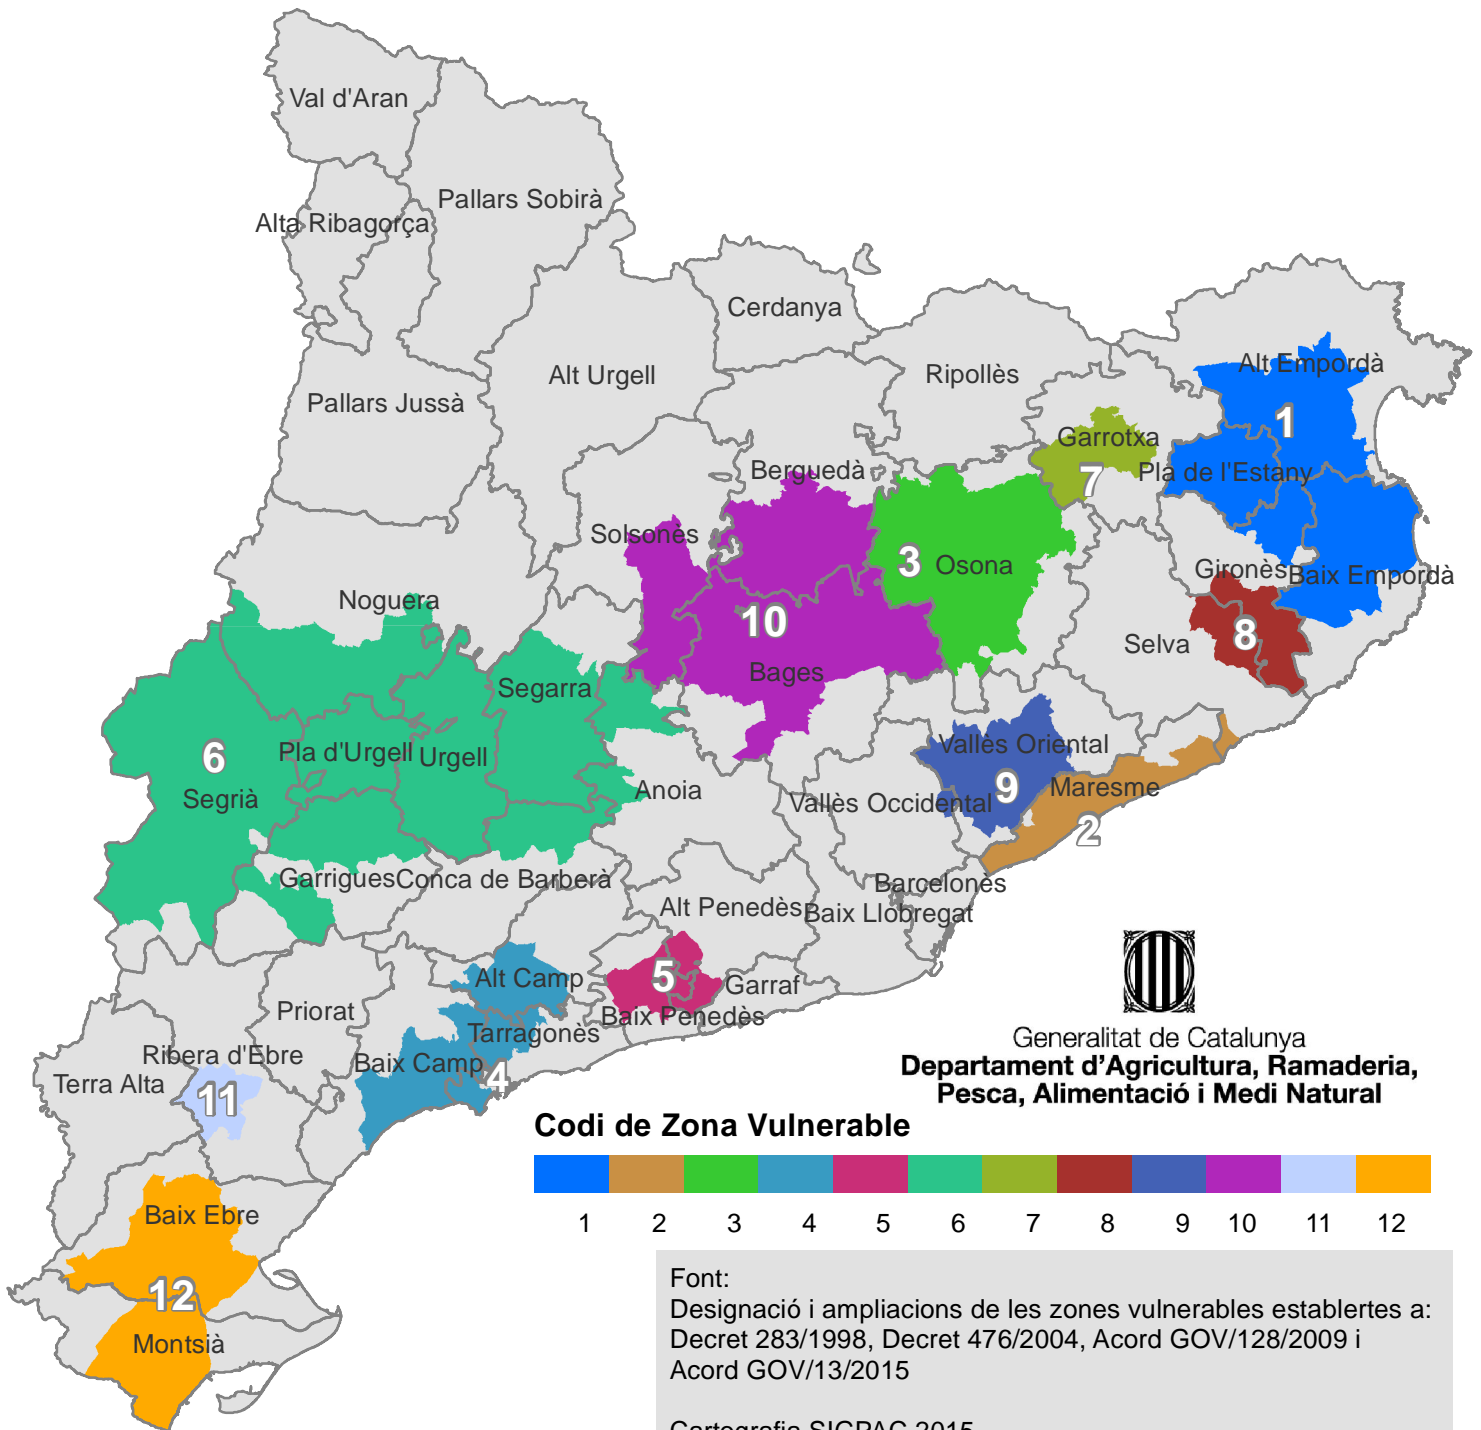 Val d'Aran
Pallars Sobirà
Alta Ribagorça
Cerdanya
Alt Urgell
Ripollès
Alt Empordà
Pallars Jussà
1
Garrotxa
Berguedà
7
Pla de l'Estany
Solsonès
3
Osona
Gironès
Baix Empordà
Noguera
10
8
Selva
Bages
Segarra
6
Pla d'Urgell
Urgell
Vallès Oriental
Segrià
Anoia
Vallès Occidental
9
Maresme
2
Garrigues
Conca de Barberà
Barcelonès
Alt Penedès
Baix Llobregat
Alt Camp
5
Garraf
Priorat
Baix Penedès
Tarragonès
Ribera d'Ebre
Baix Camp
4
Terra Alta
11
Baix Ebre
12
Montsià
Generalitat de Catalunya
Departament d'Agricultura, Ramaderia,
Pesca, Alimentació i Medi Natural
Codi de Zona Vulnerable
1 2 3 4 5 6 7 8 9 10 11 12
Font:
Designació i ampliacions de les zones vulnerables establertes a:
Decret 283/1998, Decret 476/2004, Acord GOV/128/2009 i
Acord GOV/13/2015
Cartografia SIGPAC 2015